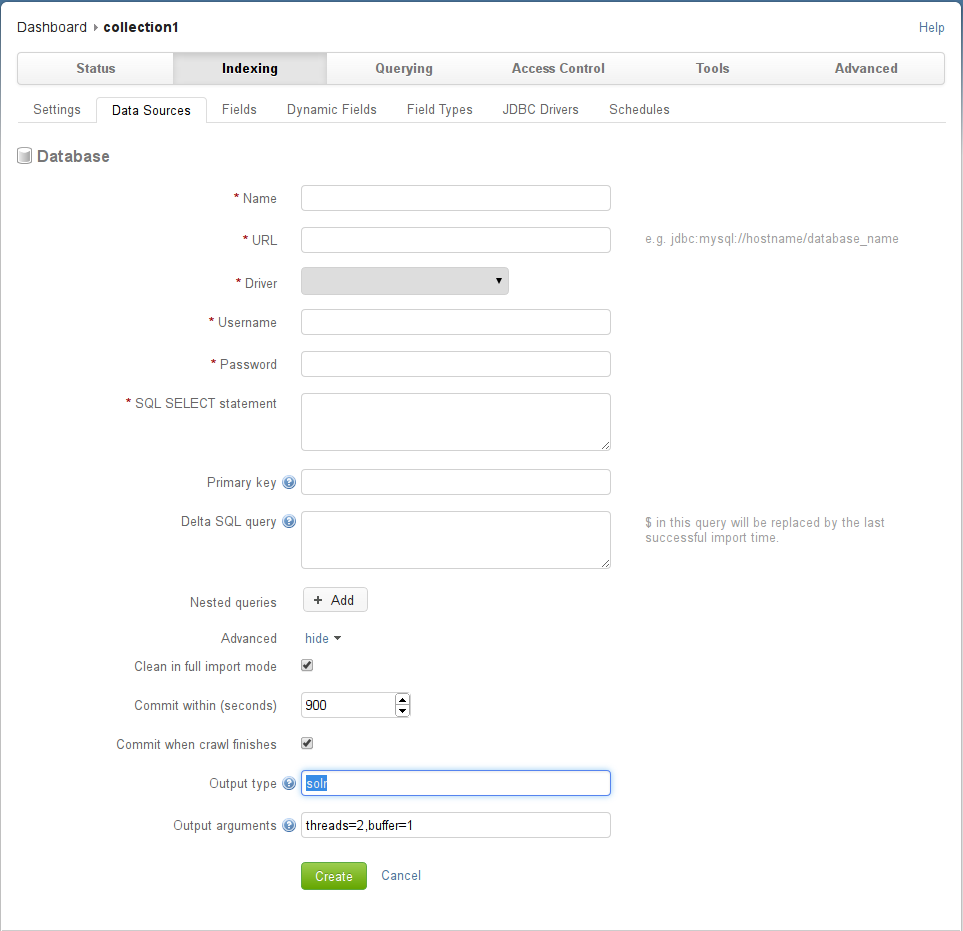 Dashboard collection1 Help
Status Indexing Querying Access Control Tools Advanced
Settings Data Sources Fields Dynamic Fields Field Types JDBC Drivers Schedules
Database
* Name
* URL e.g. jdbc:mysql://hostname/database_name
* Driver
* Username
* Password
* SQL SELECT statement
Primary key ?
Delta SQL query ? $ in this query will be replaced by the last
successful import time.
Nested queries + Add
Advanced hide
Clean in full import mode
Commit within (seconds) 900
Commit when crawl finishes
Output type ? solr
Output arguments ? threads=2,buffer=1
Create Cancel